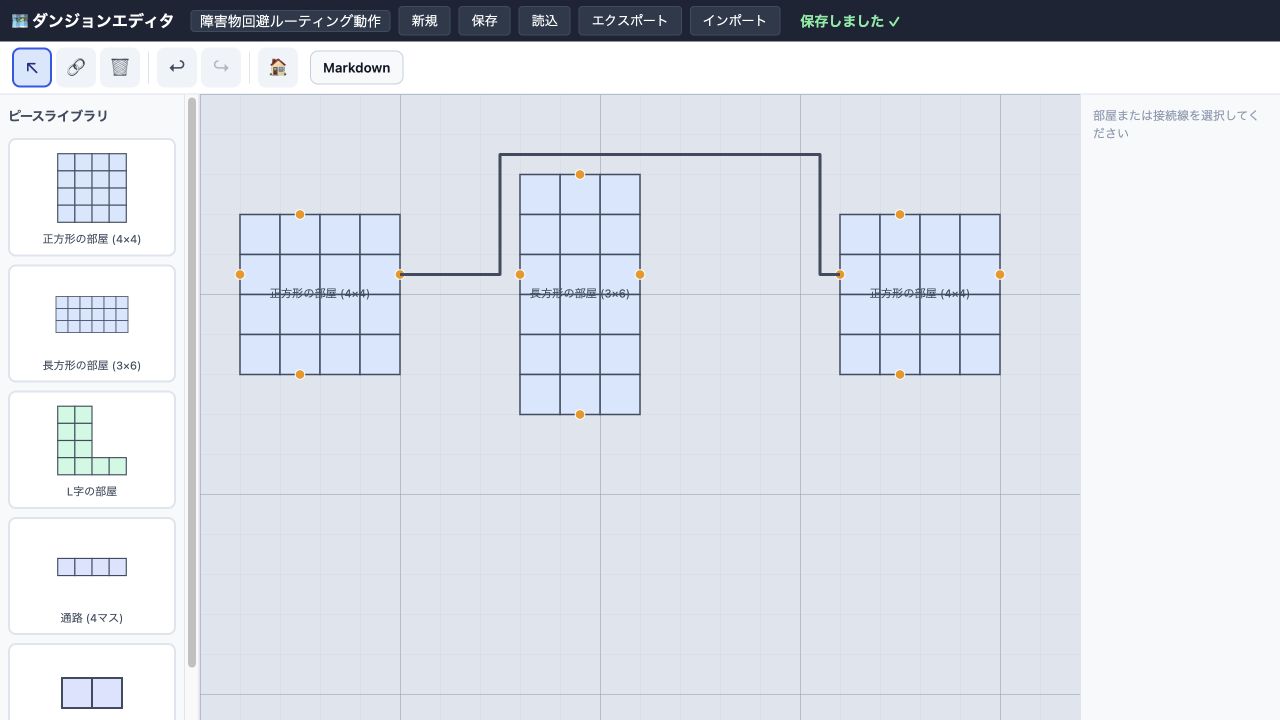 ダンジョンエディタ
障害物回避ルーティング動作
新規
保存
読込
エクスポート
インポート
保存しました ✓
Markdown
ピースライブラリ
正方形の部屋 (4×4)
長方形の部屋 (3×6)
L字の部屋
通路 (4マス)
正方形の部屋 (4×4)
長方形の部屋 (3×6)
正方形の部屋 (4×4)
部屋または接続線を選択してく
ださい